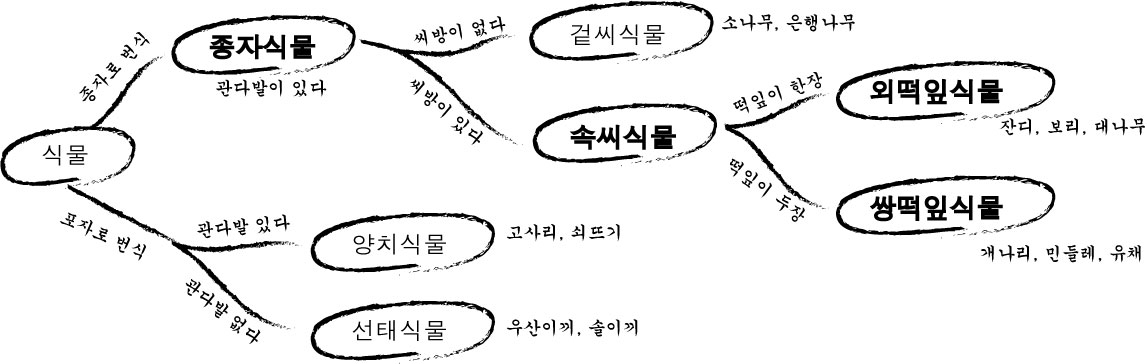 식물
종자로 번식
종자식물
관다발이 있다
씨방이 없다
겉씨식물
소나무, 은행나무
씨방이 있다
속씨식물
떡잎이 한장
외떡잎식물
잔디, 보리, 대나무
떡잎이 두장
쌍떡잎식물
개나리, 민들레, 유채
포자로 번식
관다발 있다
양치식물
고사리, 쇠뜨기
관다발 없다
선태식물
우산이끼, 솔이끼